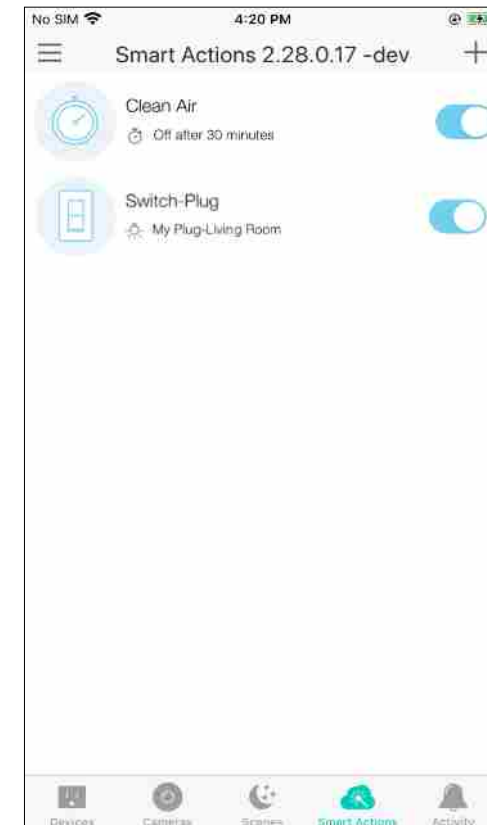 No SIM 4:20 PM
Smart Actions 2.28.0.17 -dev
Clean Air
Off after 30 minutes
Switch-Plug
My Plug-Living Room
Devices Cameras Scenes Smart Actions Activity